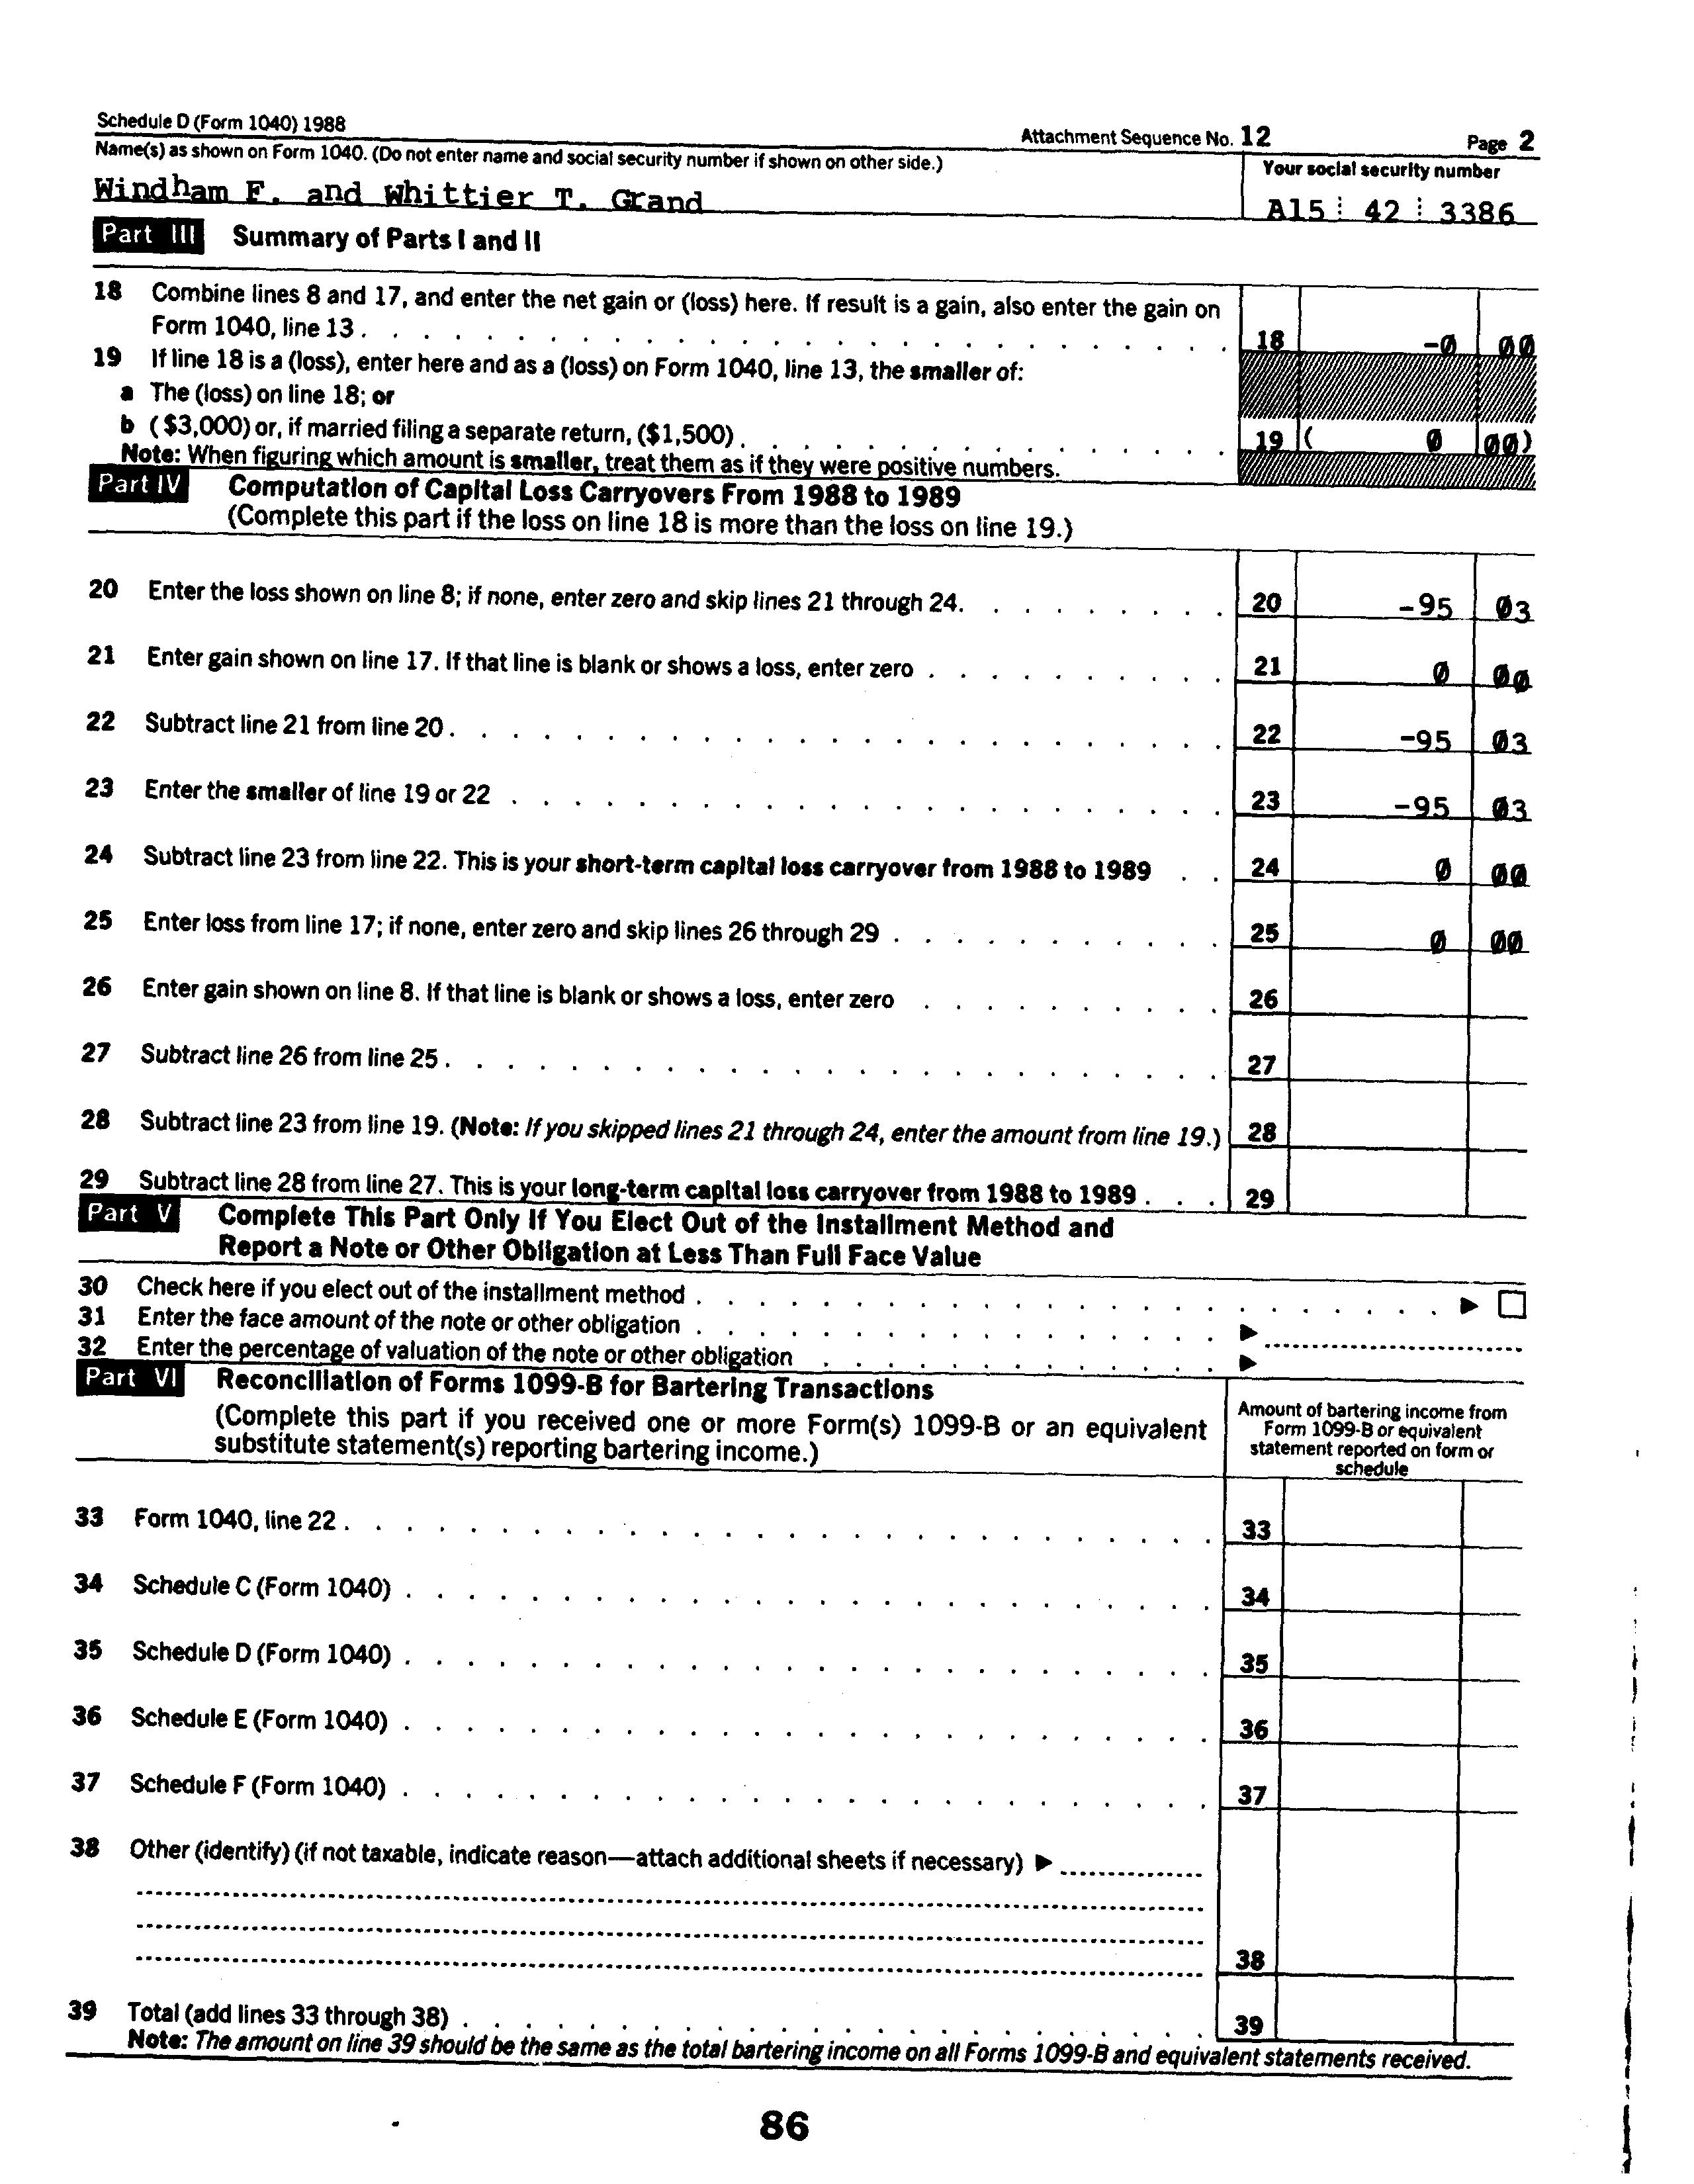 Schedule D (Form 1040) 1988 Attachment Sequence No. 12 Page 2
Name(s) as shown on Form 1040. (Do not enter name and social security number if shown on other side.) Your social security number
Windham F. and Whittier T. Grand A15 42 3386
Part III Summary of Parts I and II
18 Combine lines 8 and 17, and enter the net gain or (loss) here. If result is a gain, also enter the gain on
Form 1040, line 13 . 18 -0 00
19 If line 18 is a (loss), enter here and as a (loss) on Form 1040, line 13, the smaller of:
a The (loss) on line 18; or
b ($3,000) or, if married filing a separate return, ($1,500) . 19 ( 0 00)
Note: When figuring which amount is smaller, treat them as if they were positive numbers.
Part IV Computation of Capital Loss Carryovers From 1988 to 1989
(Complete this part if the loss on line 18 is more than the loss on line 19.)
20 Enter the loss shown on line 8; if none, enter zero and skip lines 21 through 24. 20 -95 03
21 Enter gain shown on line 17. If that line is blank or shows a loss, enter zero . 21 0 00
22 Subtract line 21 from line 20 . 22 -95 03
23 Enter the smaller of line 19 or 22 . 23 -95 03
24 Subtract line 23 from line 22. This is your short-term capital loss carryover from 1988 to 1989 . 24 0 00
25 Enter loss from line 17; if none, enter zero and skip lines 26 through 29 . 25 0 00
26 Enter gain shown on line 8. If that line is blank or shows a loss, enter zero . 26
27 Subtract line 26 from line 25 . 27
28 Subtract line 23 from line 19. (Note: If you skipped lines 21 through 24, enter the amount from line 19.) 28
29 Subtract line 28 from line 27. This is your long-term capital loss carryover from 1988 to 1989 . 29
Part V Complete This Part Only If You Elect Out of the Installment Method and
Report a Note or Other Obligation at Less Than Full Face Value
30 Check here if you elect out of the installment method . ▶ ☐
31 Enter the face amount of the note or other obligation . ▶
32 Enter the percentage of valuation of the note or other obligation . ▶
Part VI Reconciliation of Forms 1099-B for Bartering Transactions
(Complete this part if you received one or more Form(s) 1099-B or an equivalent
substitute statement(s) reporting bartering income.)
Amount of bartering income from
Form 1099-B or equivalent
statement reported on form or
schedule
33 Form 1040, line 22 . 33
34 Schedule C (Form 1040) . 34
35 Schedule D (Form 1040) . 35
36 Schedule E (Form 1040) . 36
37 Schedule F (Form 1040) . 37
38 Other (identify) (if not taxable, indicate reason—attach additional sheets if necessary) ▶
38
39 Total (add lines 33 through 38) . 39
Note: The amount on line 39 should be the same as the total bartering income on all Forms 1099-B and equivalent statements received.
86